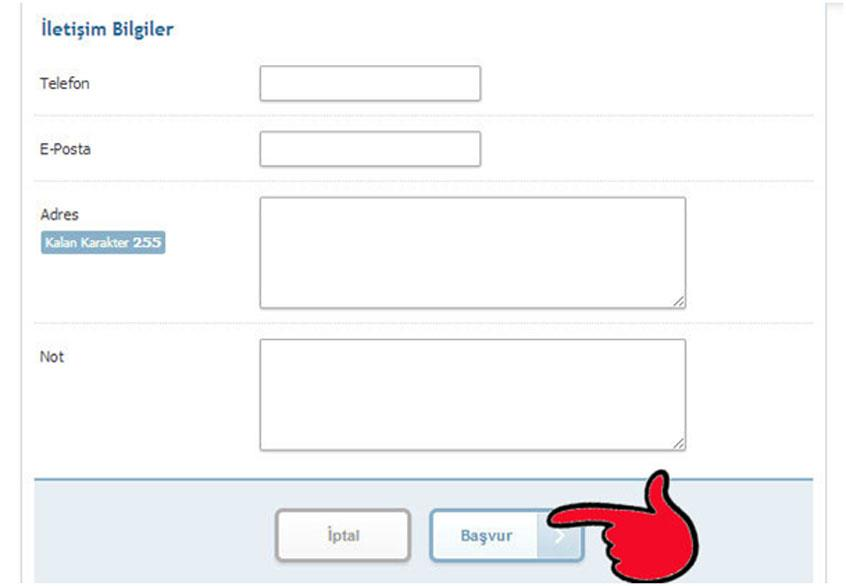 İletişim Bilgiler
Telefon
E-Posta
Adres
Kalan Karakter 255
Not
İptal
Başvur